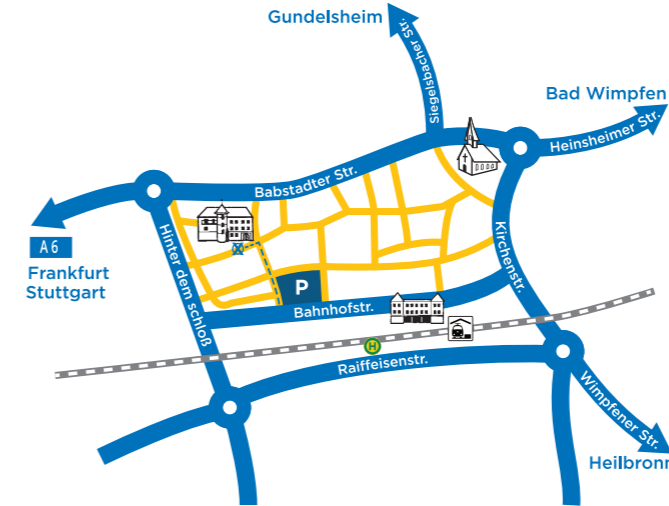 Gundelsheim
Siegelsbacher Str.
Bad Wimpfen
Heinsheimer Str.
Babstadter Str.
A6
Frankfurt
Stuttgart
Hinter dem schloß
Kirchenstr.
P
Bahnhofstr.
H
Raiffeisenstr.
Wimpfener Str.
Heilbronn